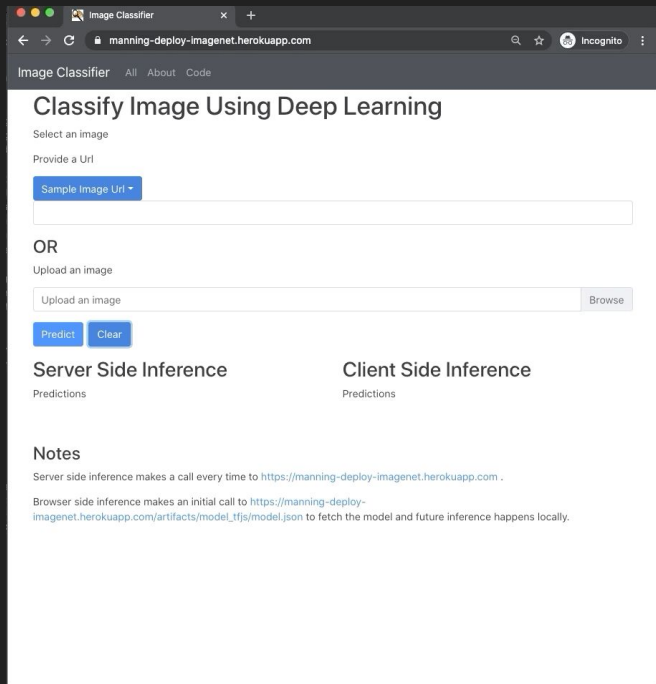 Image Classifier
manning-deploy-imagenet.herokuapp.com
Incognito
Image Classifier All About Code
Classify Image Using Deep Learning
Select an image
Provide a Url
Sample Image Url
OR
Upload an image
Upload an image Browse
Predict Clear
Server Side Inference Client Side Inference
Predictions Predictions
Notes
Server side inference makes a call every time to https://manning-deploy-imagenet.herokuapp.com .
Browser side inference makes an initial call to https://manning-deploy-
imagenet.herokuapp.com/artifacts/model_tfjs/model.json to fetch the model and future inference happens locally.